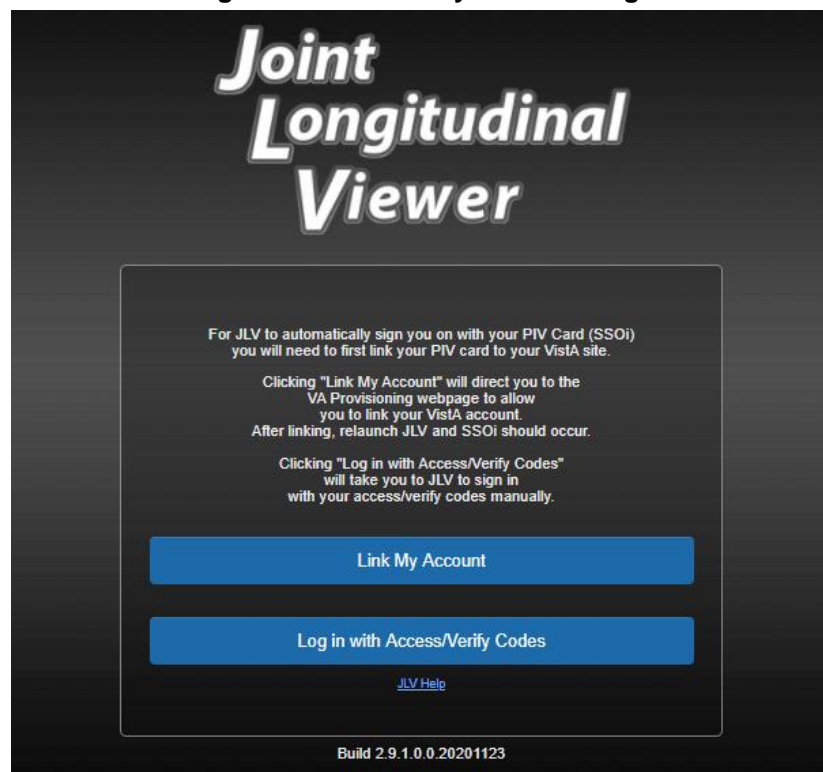 Joint
Longitudinal
Viewer
For JLV to automatically sign you on with your PIV Card (SSOi)
you will need to first link your PIV card to your VistA site.
Clicking "Link My Account" will direct you to the
VA Provisioning webpage to allow
you to link your VistA account.
After linking, relaunch JLV and SSOi should occur.
Clicking "Log in with Access/Verify Codes"
will take you to JLV to sign in
with your access/verify codes manually.
Link My Account
Log in with Access/Verify Codes
JLV Help
Build 2.9.1.0.0.20201123